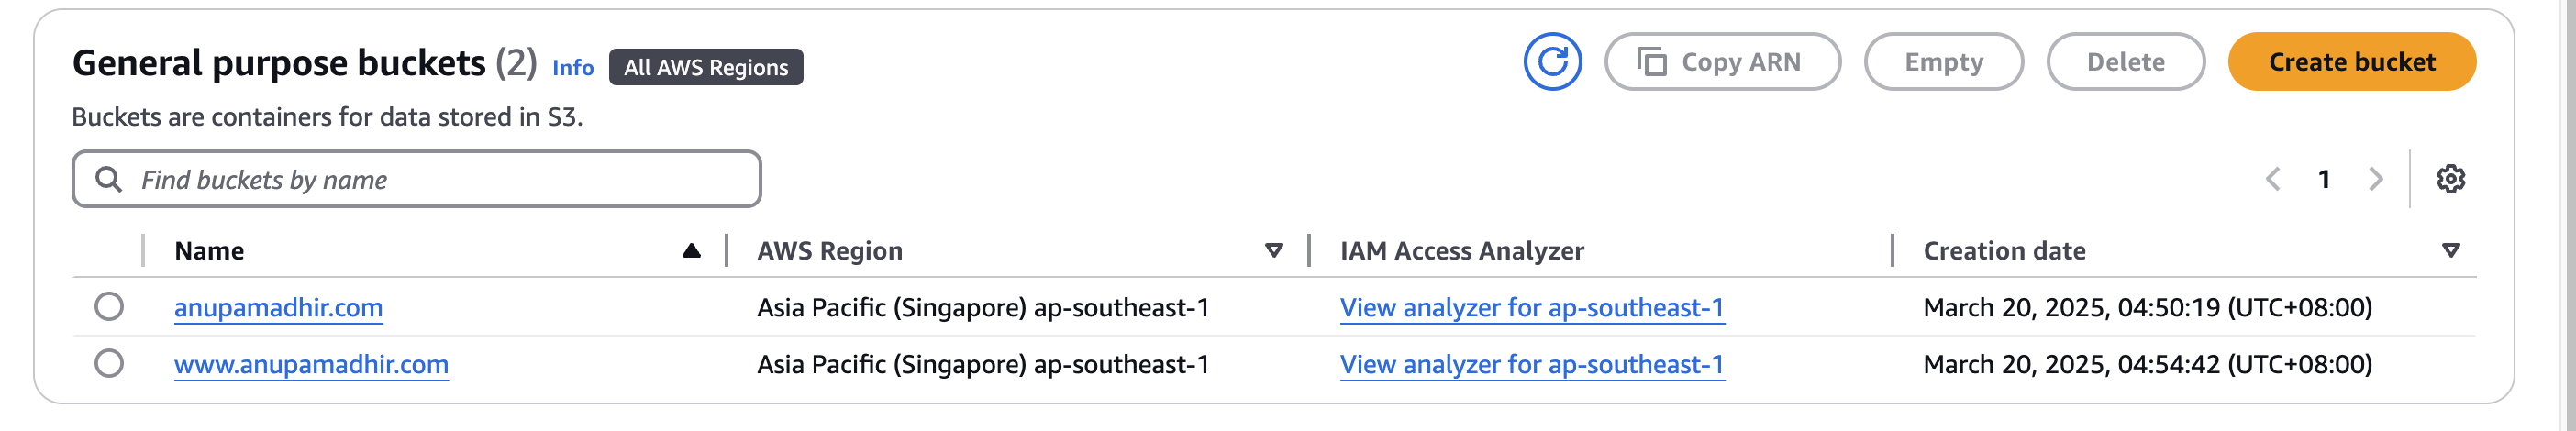 General purpose buckets (2) Info All AWS Regions
Copy ARN Empty Delete Create bucket
Buckets are containers for data stored in S3.
Find buckets by name
1
Name AWS Region IAM Access Analyzer Creation date
anupamadhir.com Asia Pacific (Singapore) ap-southeast-1 View analyzer for ap-southeast-1 March 20, 2025, 04:50:19 (UTC+08:00)
www.anupamadhir.com Asia Pacific (Singapore) ap-southeast-1 View analyzer for ap-southeast-1 March 20, 2025, 04:54:42 (UTC+08:00)